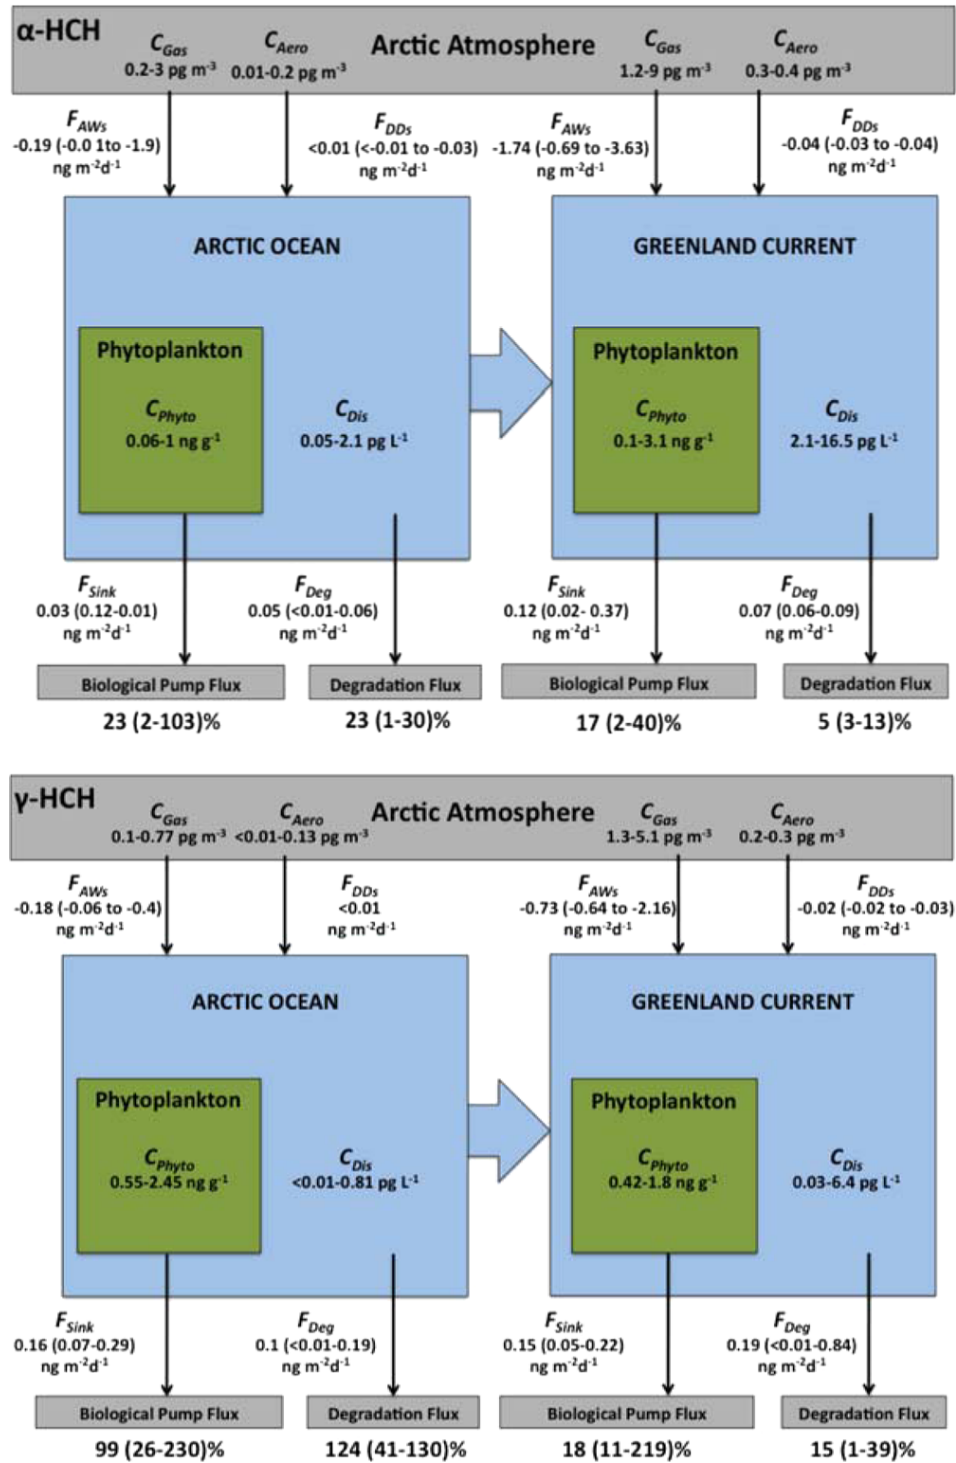 α-HCH
Arctic Atmosphere
C_Gas
0.2-3 pg m⁻³
C_Aero
0.01-0.2 pg m⁻³
C_Gas
1.2-9 pg m⁻³
C_Aero
0.3-0.4 pg m⁻³
F_AWs
-0.19 (-0.0 1to -1.9)
ng m⁻²d⁻¹
F_DDs
<0.01 (<-0.01 to -0.03)
ng m⁻²d⁻¹
F_AWs
-1.74 (-0.69 to -3.63)
ng m⁻²d⁻¹
F_DDs
-0.04 (-0.03 to -0.04)
ng m⁻²d⁻¹
ARCTIC OCEAN
GREENLAND CURRENT
Phytoplankton
C_Phyto
0.06-1 ng g⁻¹
C_Dis
0.05-2.1 pg L⁻¹
Phytoplankton
C_Phyto
0.1-3.1 ng g⁻¹
C_Dis
2.1-16.5 pg L⁻¹
F_Sink
0.03 (0.12-0.01)
ng m⁻²d⁻¹
F_Deg
0.05 (<0.01-0.06)
ng m⁻²d⁻¹
F_Sink
0.12 (0.02- 0.37)
ng m⁻²d⁻¹
F_Deg
0.07 (0.06-0.09)
ng m⁻²d⁻¹
Biological Pump Flux
Degradation Flux
Biological Pump Flux
Degradation Flux
23 (2-103)%
23 (1-30)%
17 (2-40)%
5 (3-13)%
γ-HCH
Arctic Atmosphere
C_Gas
0.1-0.77 pg m⁻³
C_Aero
<0.01-0.13 pg m⁻³
C_Gas
1.3-5.1 pg m⁻³
C_Aero
0.2-0.3 pg m⁻³
F_AWs
-0.18 (-0.06 to -0.4)
ng m⁻²d⁻¹
F_DDs
<0.01
ng m⁻²d⁻¹
F_AWs
-0.73 (-0.64 to -2.16)
ng m⁻²d⁻¹
F_DDs
-0.02 (-0.02 to -0.03)
ng m⁻²d⁻¹
ARCTIC OCEAN
GREENLAND CURRENT
Phytoplankton
C_Phyto
0.55-2.45 ng g⁻¹
C_Dis
<0.01-0.81 pg L⁻¹
Phytoplankton
C_Phyto
0.42-1.8 ng g⁻¹
C_Dis
0.03-6.4 pg L⁻¹
F_Sink
0.16 (0.07-0.29)
ng m⁻²d⁻¹
F_Deg
0.1 (<0.01-0.19)
ng m⁻²d⁻¹
F_Sink
0.15 (0.05-0.22)
ng m⁻²d⁻¹
F_Deg
0.19 (<0.01-0.84)
ng m⁻²d⁻¹
Biological Pump Flux
Degradation Flux
Biological Pump Flux
Degradation Flux
99 (26-230)%
124 (41-130)%
18 (11-219)%
15 (1-39)%